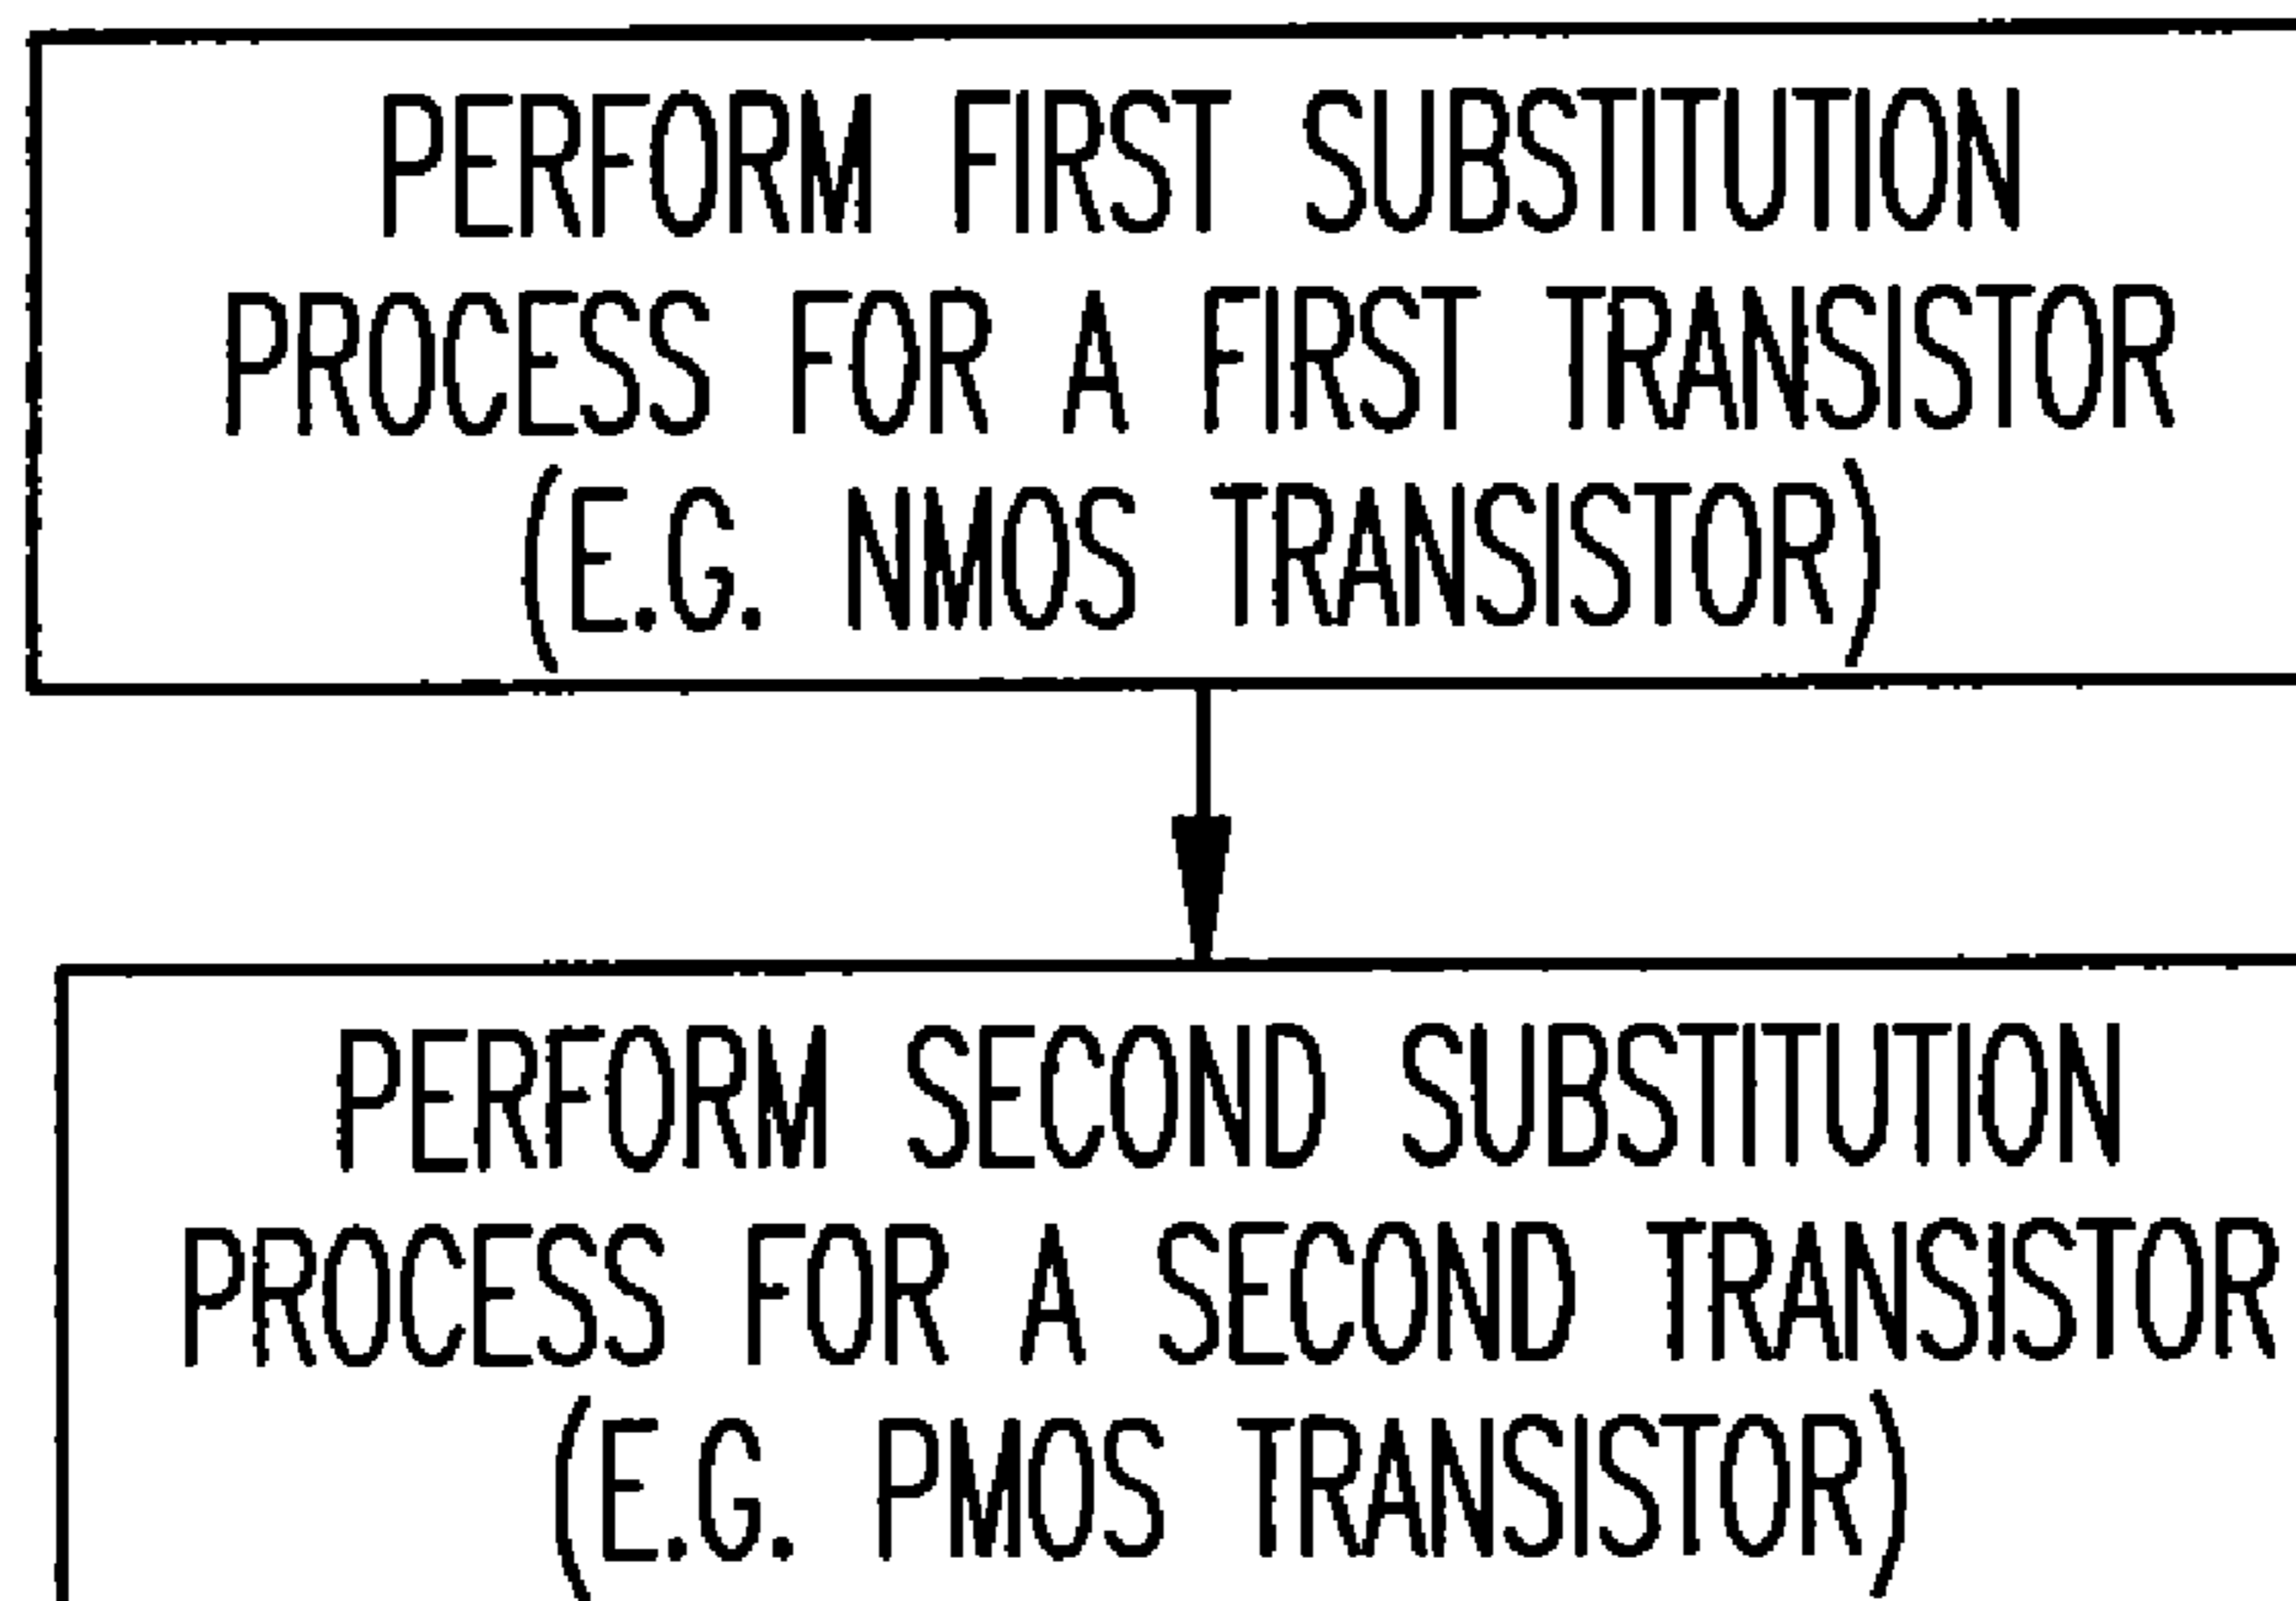 PERFORM FIRST SUBSTITUTION
PROCESS FOR A FIRST TRANSISTOR
(E.G. NMOS TRANSISTOR)
PERFORM SECOND SUBSTITUTION
PROCESS FOR A SECOND TRANSISTOR
(E.G. PMOS TRANSISTOR)